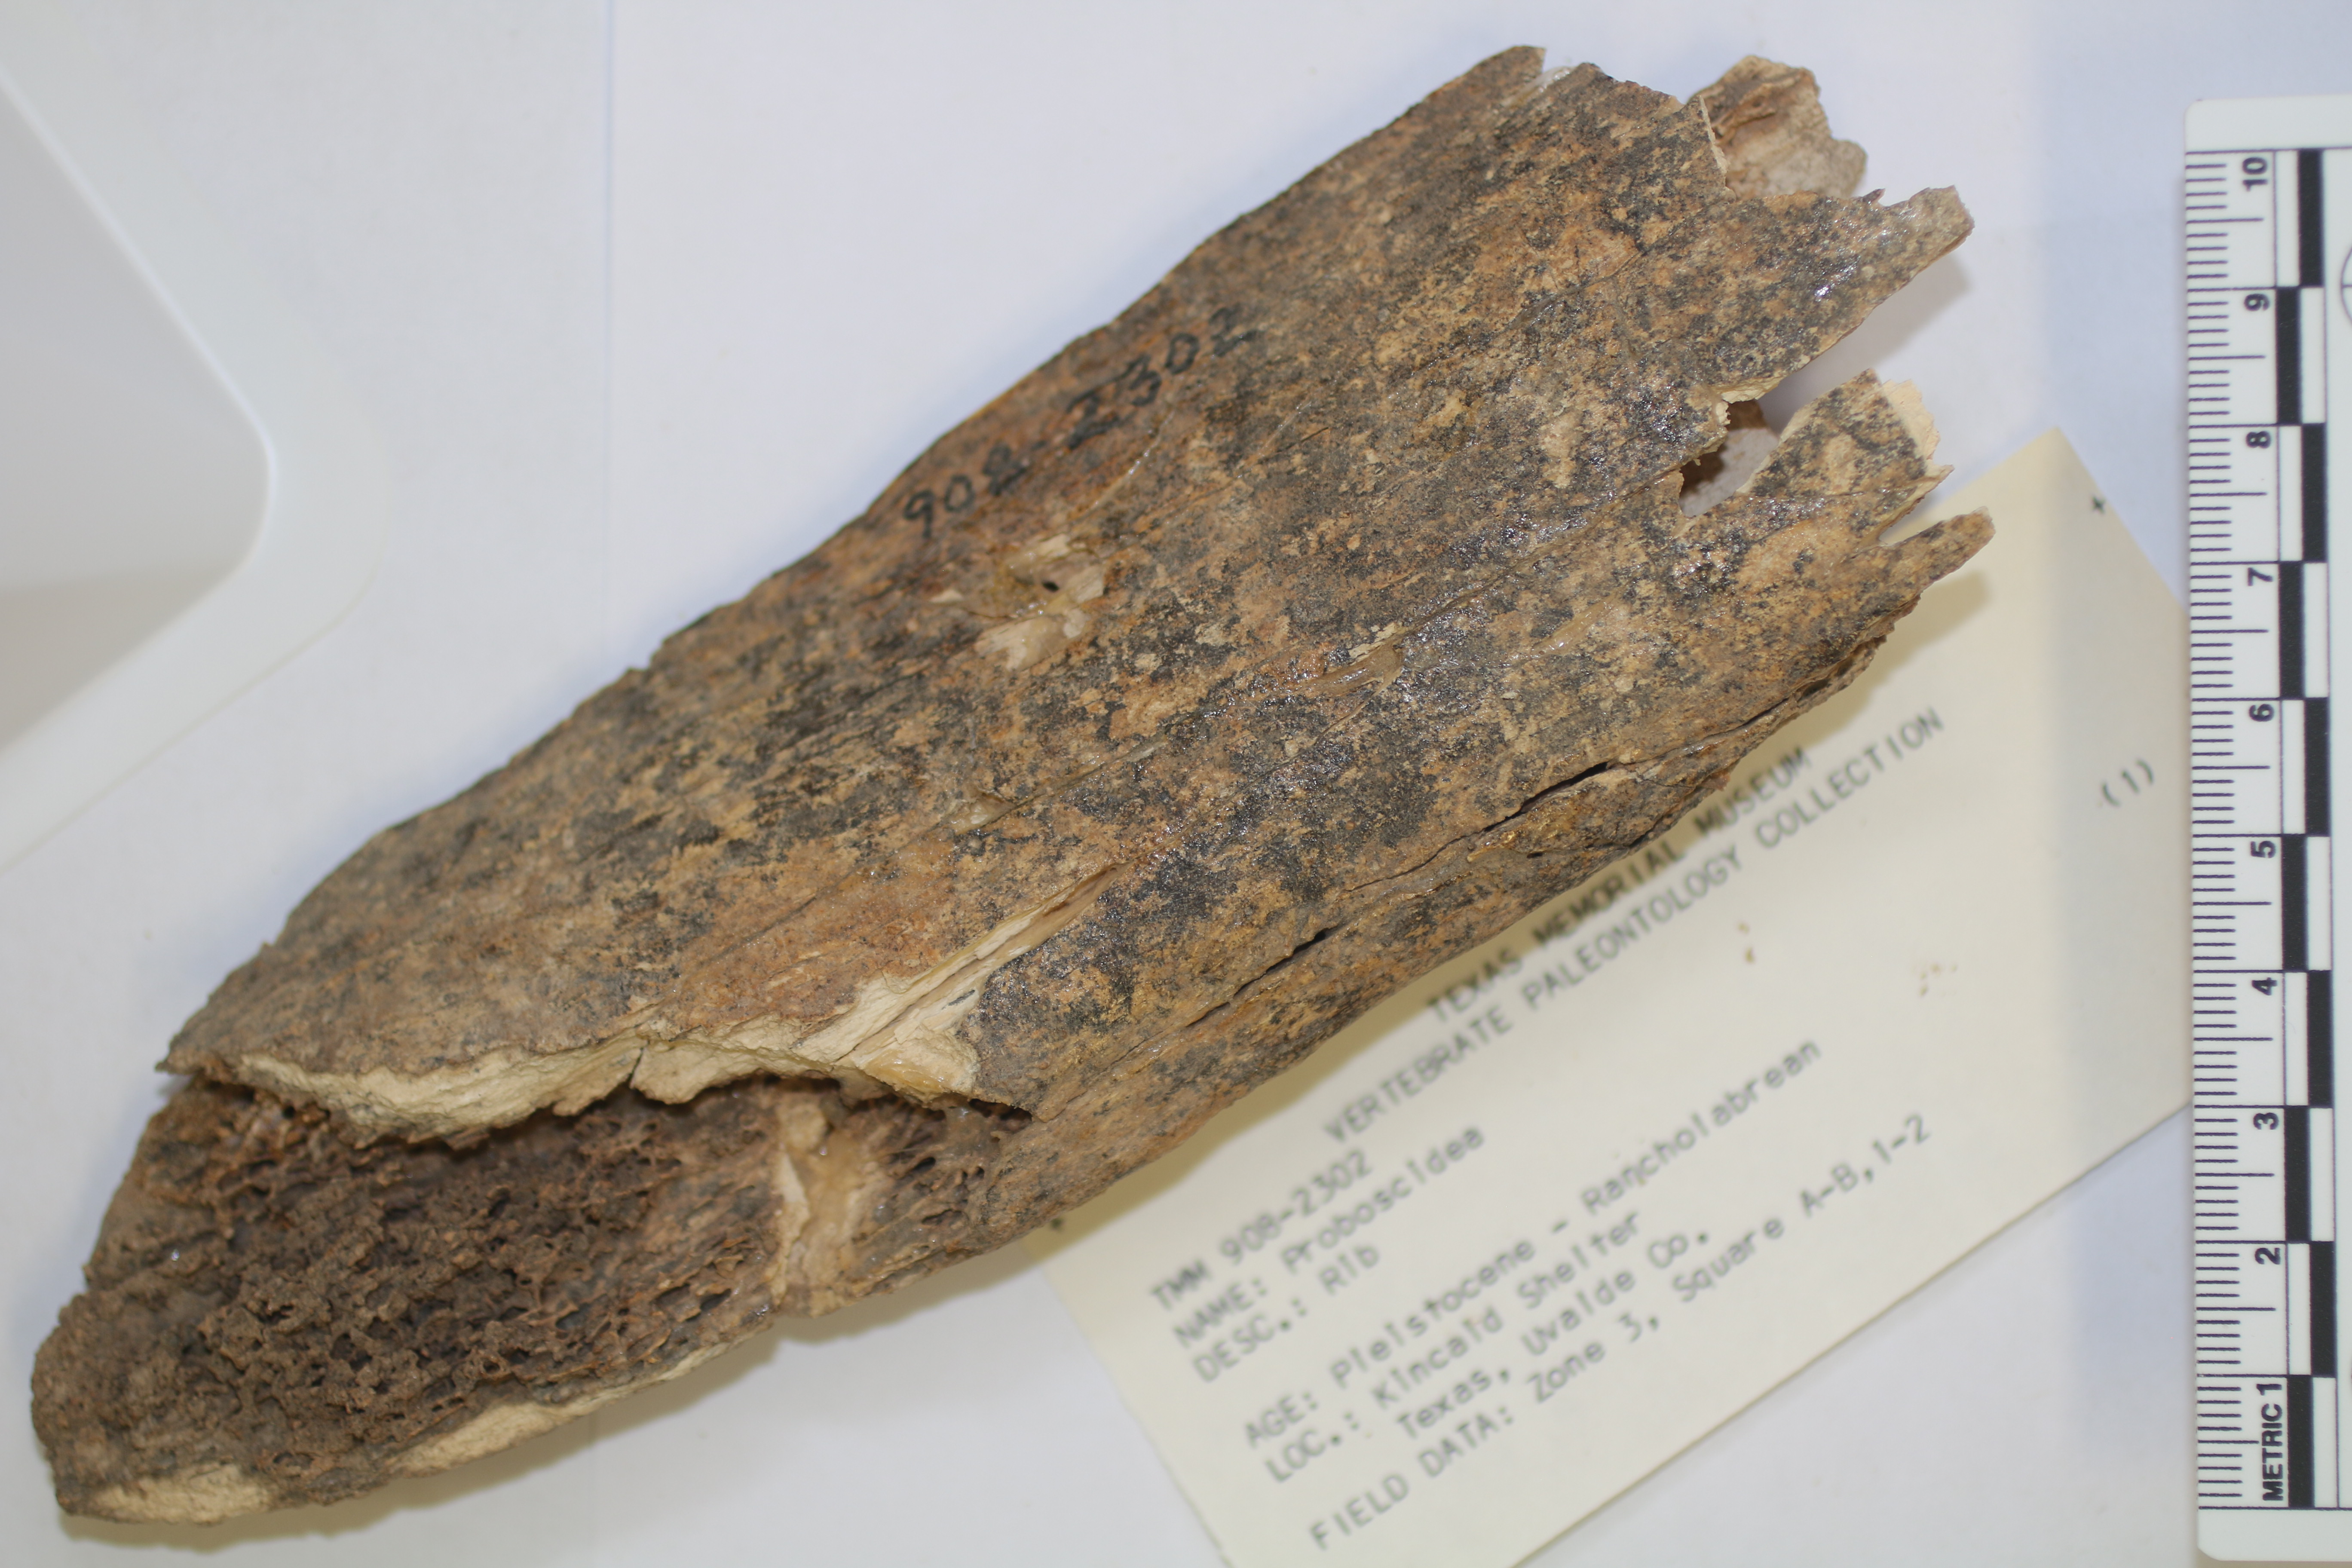 TEXAS MEMORIAL MUSEUM
VERTEBRATE PALEONTOLOGY COLLECTION
TMM 908-2302
NAME: Proboscidea
DESC.: Rib
AGE: Pleistocene - Rancholabrean
LOC.: Kincaid Shelter
Texas, Uvalde Co.
FIELD DATA: Zone 3, Square A-B,1-2
(1)
908-2302
METRIC 1 2 3 4 5 6 7 8 9 10